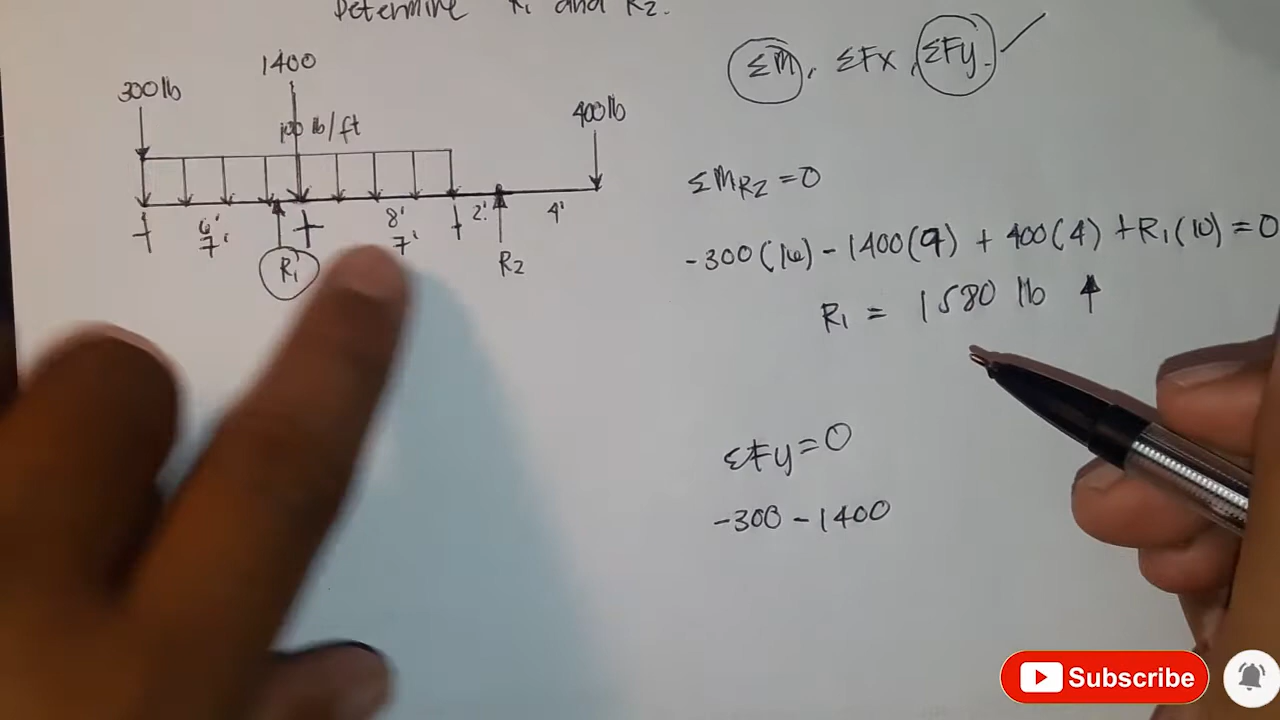 Determine R1 and R2.
1400
300 lb
100 lb/ft
400 lb
6'
8'
2'
4'
7'
7'
R1
R2
ΣM, ΣFx, ΣFy. ✓
ΣMR2 = 0
-300(16) - 1400(9) + 400(4) + R1(10) = 0
R1 = 1580 lb ↑
ΣFy = 0
-300 - 1400
Subscribe